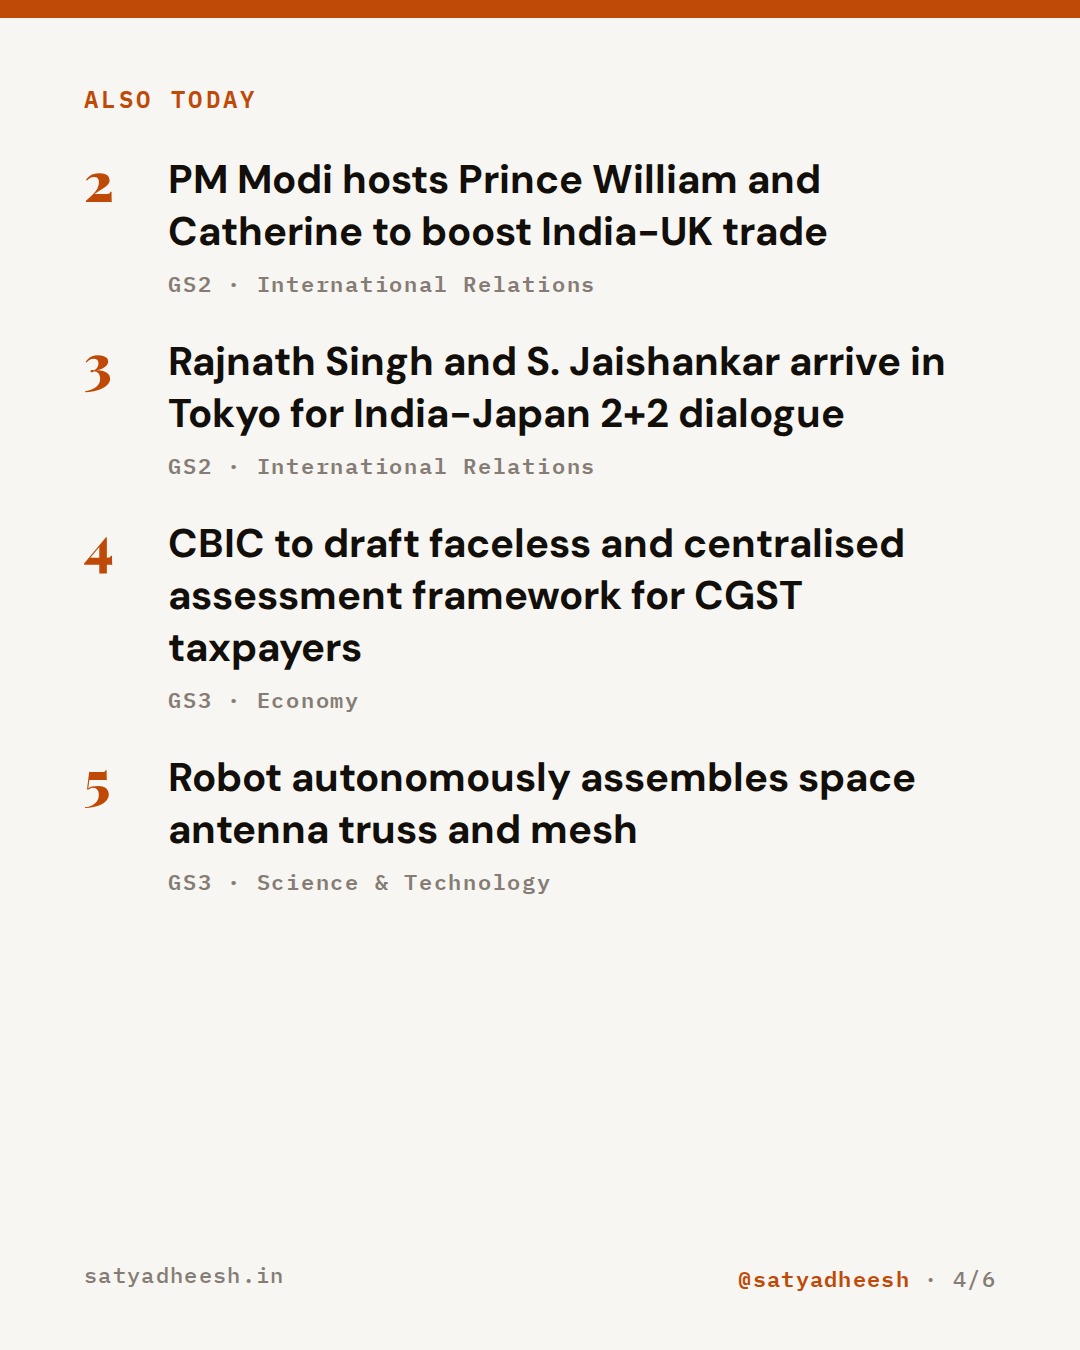 ALSO TODAY
2
PM Modi hosts Prince William and
Catherine to boost India-UK trade
GS2 · International Relations
3
Rajnath Singh and S. Jaishankar arrive in
Tokyo for India-Japan 2+2 dialogue
GS2 · International Relations
4
CBIC to draft faceless and centralised
assessment framework for CGST
taxpayers
GS3 · Economy
5
Robot autonomously assembles space
antenna truss and mesh
GS3 · Science & Technology
satyadheesh.in
@satyadheesh · 4/6